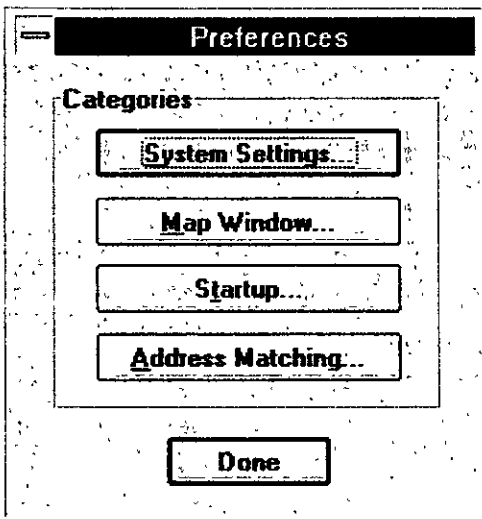 Preferences
Categories
System Settings...
Map Window...
Startup...
Address Matching...
Done